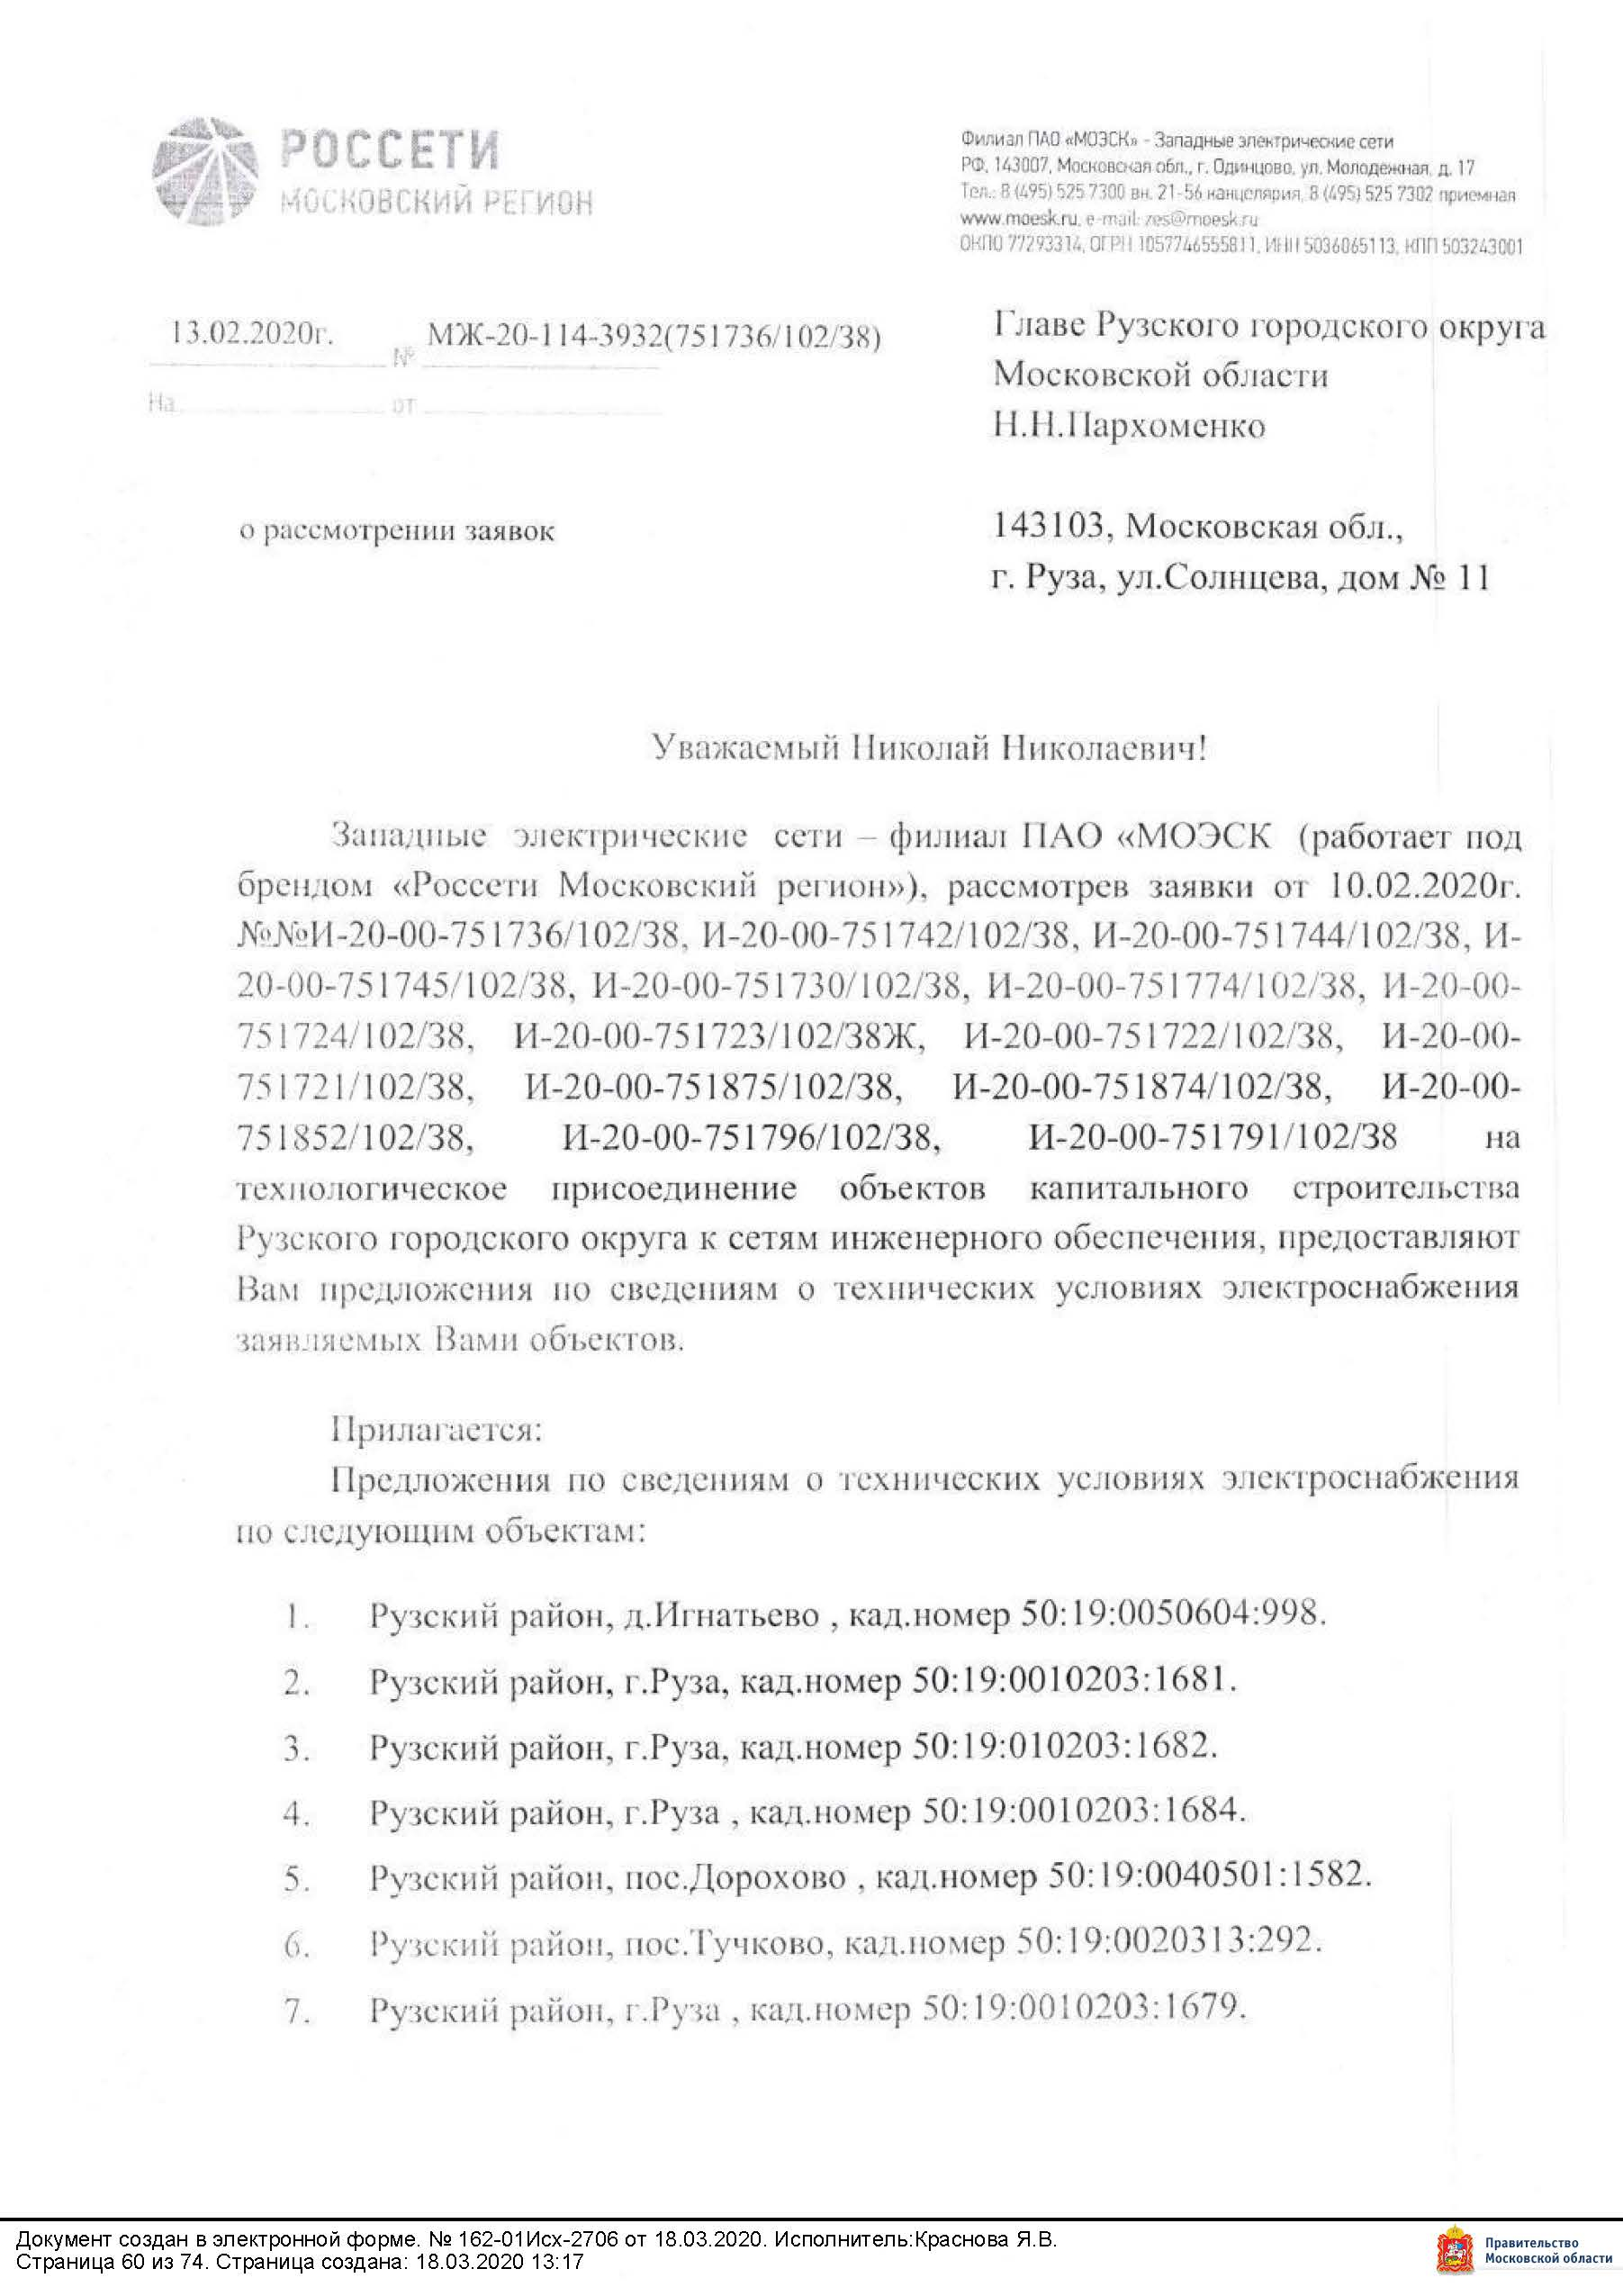 РОССЕТИ
МОСКОВСКИЙ РЕГИОН
Филиал ПАО «МОЭСК» - Западные электрические сети
РФ, 143007, Московская обл., г. Одинцово, ул. Молодежная, д. 17
Тел.: 8 (495) 525 7300 вн. 21-56 канцелярия, 8 (495) 525 7302 приемная
www.moesk.ru, e-mail: zes@moesk.ru
ОКПО 77293314, ОГРН 1057746555811, ИНН 5036065113, КПП 503243001
13.02.2020г. № МЖ-20-114-3932(751736/102/38)
На от
Главе Рузского городского округа
Московской области
Н.Н.Пархоменко
о рассмотрении заявок
143103, Московская обл.,
г. Руза, ул.Солнцева, дом № 11
Уважаемый Николай Николаевич!
Западные электрические сети – филиал ПАО «МОЭСК (работает под
брендом «Россети Московский регион»), рассмотрев заявки от 10.02.2020г.
№№И-20-00-751736/102/38, И-20-00-751742/102/38, И-20-00-751744/102/38, И-
20-00-751745/102/38, И-20-00-751730/102/38, И-20-00-751774/102/38, И-20-00-
751724/102/38, И-20-00-751723/102/38Ж, И-20-00-751722/102/38, И-20-00-
751721/102/38, И-20-00-751875/102/38, И-20-00-751874/102/38, И-20-00-
751852/102/38, И-20-00-751796/102/38, И-20-00-751791/102/38 на
технологическое присоединение объектов капитального строительства
Рузского городского округа к сетям инженерного обеспечения, предоставляют
Вам предложения по сведениям о технических условиях электроснабжения
заявляемых Вами объектов.
Прилагается:
Предложения по сведениям о технических условиях электроснабжения
по следующим объектам:
1. Рузский район, д.Игнатьево , кад.номер 50:19:0050604:998.
2. Рузский район, г.Руза, кад.номер 50:19:0010203:1681.
3. Рузский район, г.Руза, кад.номер 50:19:010203:1682.
4. Рузский район, г.Руза , кад.номер 50:19:0010203:1684.
5. Рузский район, пос.Дорохово , кад.номер 50:19:0040501:1582.
6. Рузский район, пос.Тучково, кад.номер 50:19:0020313:292.
7. Рузский район, г.Руза , кад.номер 50:19:0010203:1679.
Документ создан в электронной форме. № 162-01Исх-2706 от 18.03.2020. Исполнитель:Краснова Я.В.
Страница 60 из 74. Страница создана: 18.03.2020 13:17
Правительство
Московской области